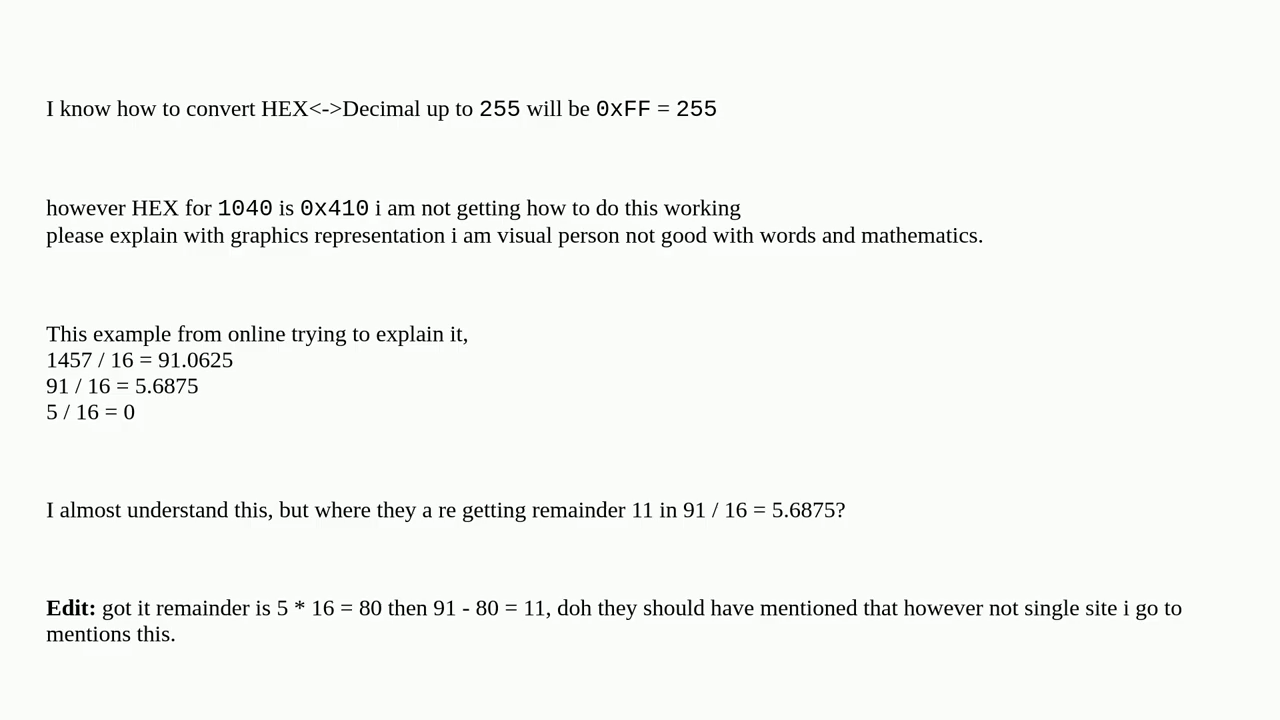 I know how to convert HEX<->Decimal up to 255 will be 0xFF = 255
however HEX for 1040 is 0x410 i am not getting how to do this working
please explain with graphics representation i am visual person not good with words and mathematics.
This example from online trying to explain it,
1457 / 16 = 91.0625
91 / 16 = 5.6875
5 / 16 = 0
I almost understand this, but where they a re getting remainder 11 in 91 / 16 = 5.6875?
Edit: got it remainder is 5 * 16 = 80 then 91 - 80 = 11, doh they should have mentioned that however not single site i go to
mentions this.